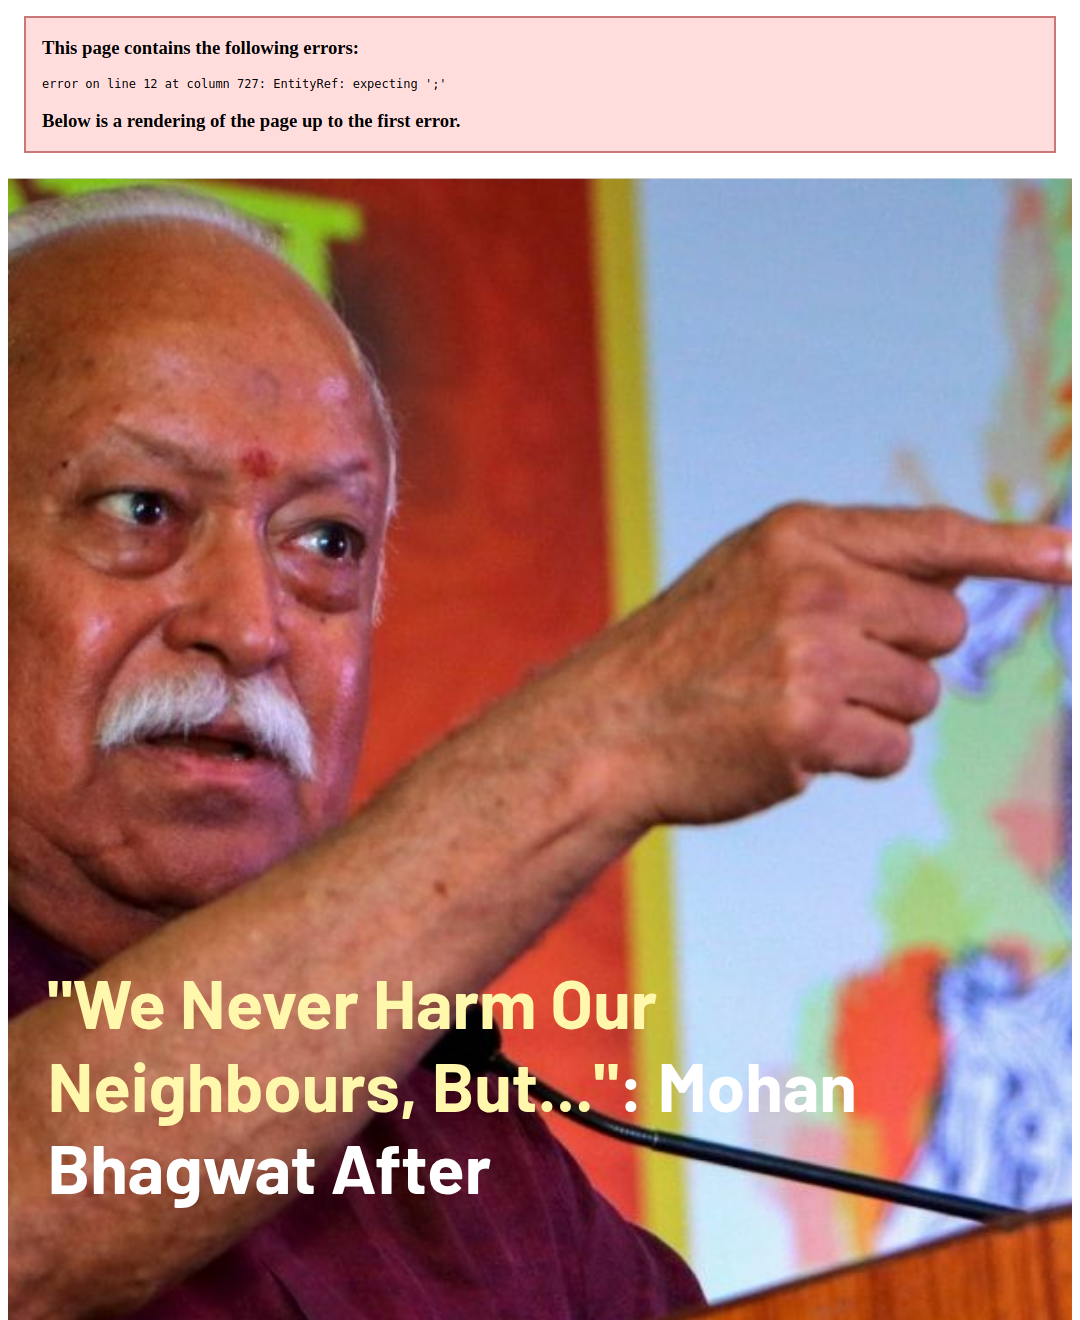 This page contains the following errors:
error on line 12 at column 727: EntityRef: expecting ';'
Below is a rendering of the page up to the first error.
"We Never Harm Our
Neighbours, But...": Mohan
Bhagwat After